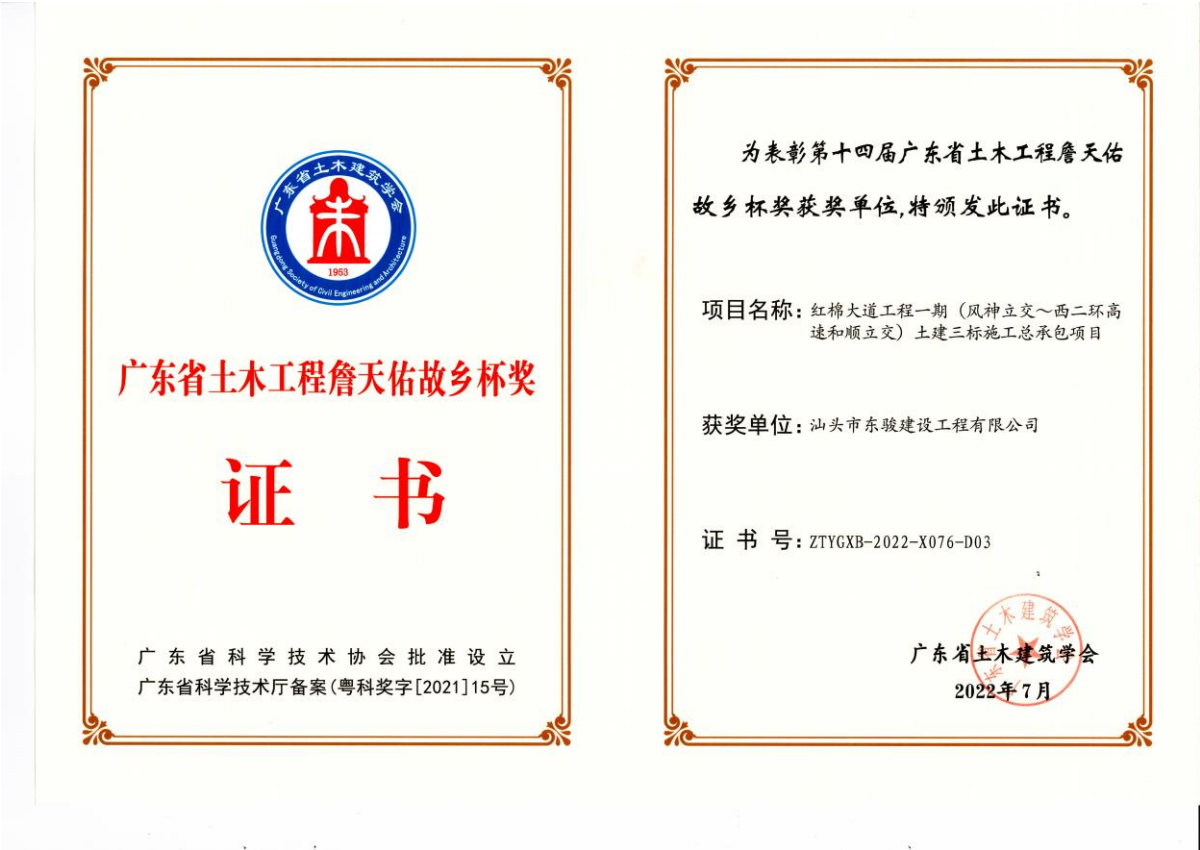 广东省土木建筑学会
1953
Guangdong Society of Civil Engineering and Architecture
广东省土木工程詹天佑故乡杯奖
证 书
广东省科学技术协会批准设立
广东省科学技术厅备案(粤科奖字[2021]15号)
为表彰第十四届广东省土木工程詹天佑
故乡杯奖获奖单位,特颁发此证书。
项目名称: 红棉大道工程一期（风神立交～西二环高
速和顺立交）土建三标施工总承包项目
获奖单位: 汕头市东骏建设工程有限公司
证 书 号: ZTYGXB-2022-X076-D03
广东省土木建筑学会
广东省土木建筑学会
2022年7月